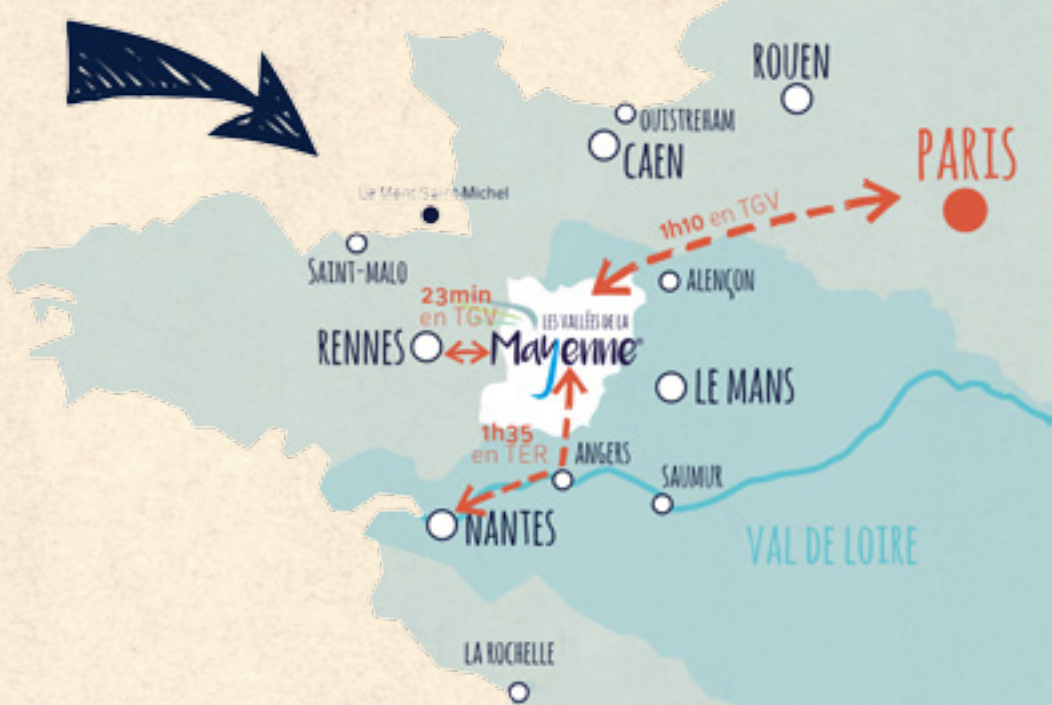 ROUEN
OUISTREHAM
CAEN
PARIS
Le Mont Saint-Michel
1h10 en TGV
SAINT-MALO
ALENÇON
23min
en TGV
LES VALLÉES DE LA
Mayenne
RENNES
LE MANS
1h35
en TER
ANGERS
SAUMUR
NANTES
VAL DE LOIRE
LA ROCHELLE